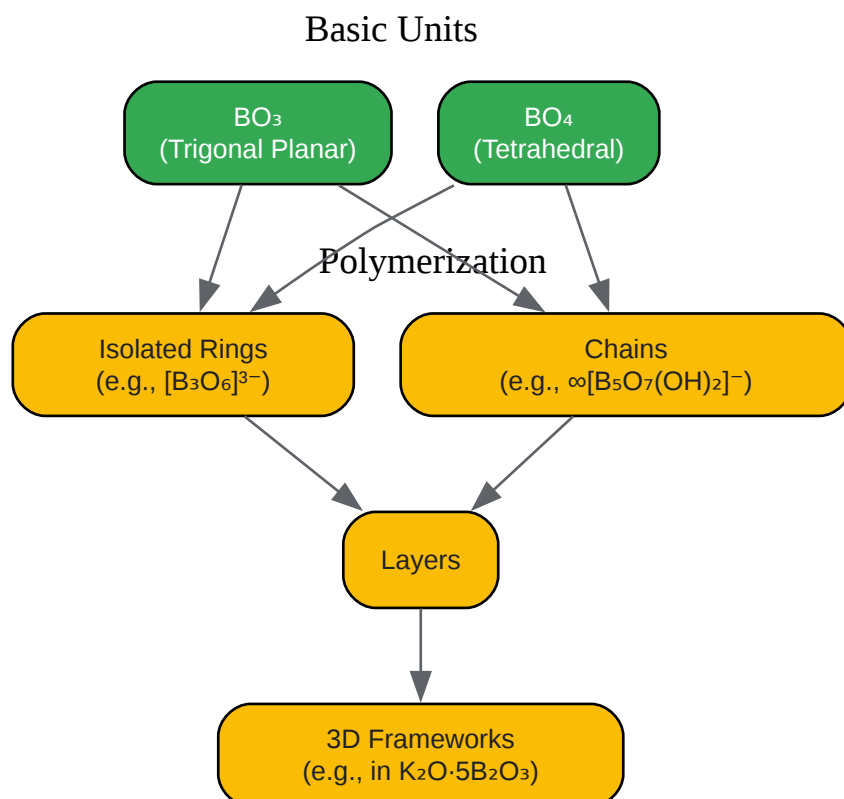 Basic Units
BO₃
(Trigonal Planar)
BO₄
(Tetrahedral)
Polymerization
Isolated Rings
(e.g., [B₃O₆]³⁻)
Chains
(e.g., ∞[B₅O₇(OH)₂]⁻)
Layers
3D Frameworks
(e.g., in K₂O·5B₂O₃)